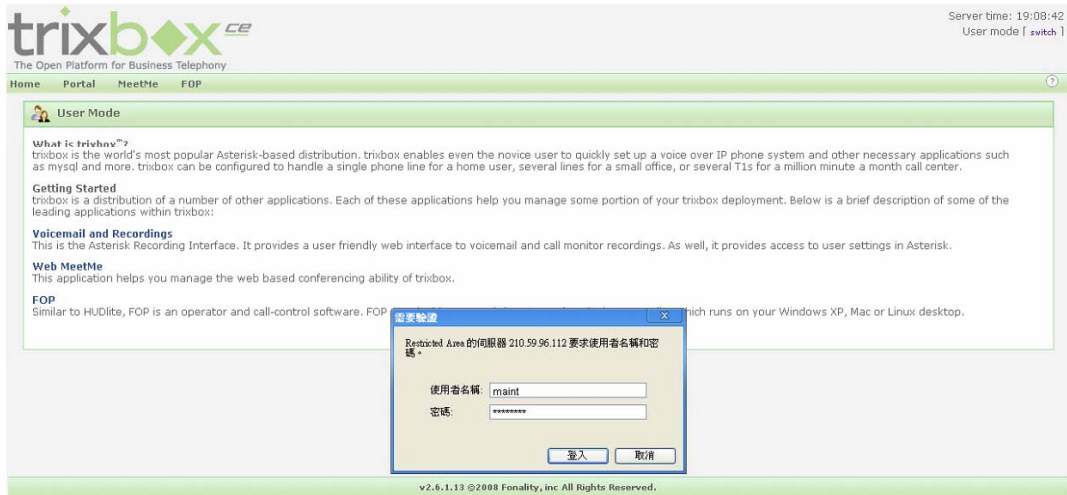 trixbox ce
The Open Platform for Business Telephony
Server time: 19:08:42
User mode [ switch ]
Home Portal MeetMe FOP
?
User Mode
What is trixbox™?
trixbox is the world's most popular Asterisk-based distribution. trixbox enables even the novice user to quickly set up a voice over IP phone system and other necessary applications such
as mysql and more. trixbox can be configured to handle a single phone line for a home user, several lines for a small office, or several T1s for a million minute a month call center.
Getting Started
trixbox is a distribution of a number of other applications. Each of these applications help you manage some portion of your trixbox deployment. Below is a brief description of some of the
leading applications within trixbox:
Voicemail and Recordings
This is the Asterisk Recording Interface. It provides a user friendly web interface to voicemail and call monitor recordings. As well, it provides access to user settings in Asterisk.
Web MeetMe
This application helps you manage the web based conferencing ability of trixbox.
FOP
Similar to HUDlite, FOP is an operator and call-control software. FOP hich runs on your Windows XP, Mac or Linux desktop.
需要驗證
X
Restricted Area 的伺服器 210.59.96.112 要求使用者名稱和密
碼。
使用者名稱: maint
密碼: ********
登入 取消
v2.6.1.13 ©2008 Fonality, inc All Rights Reserved.